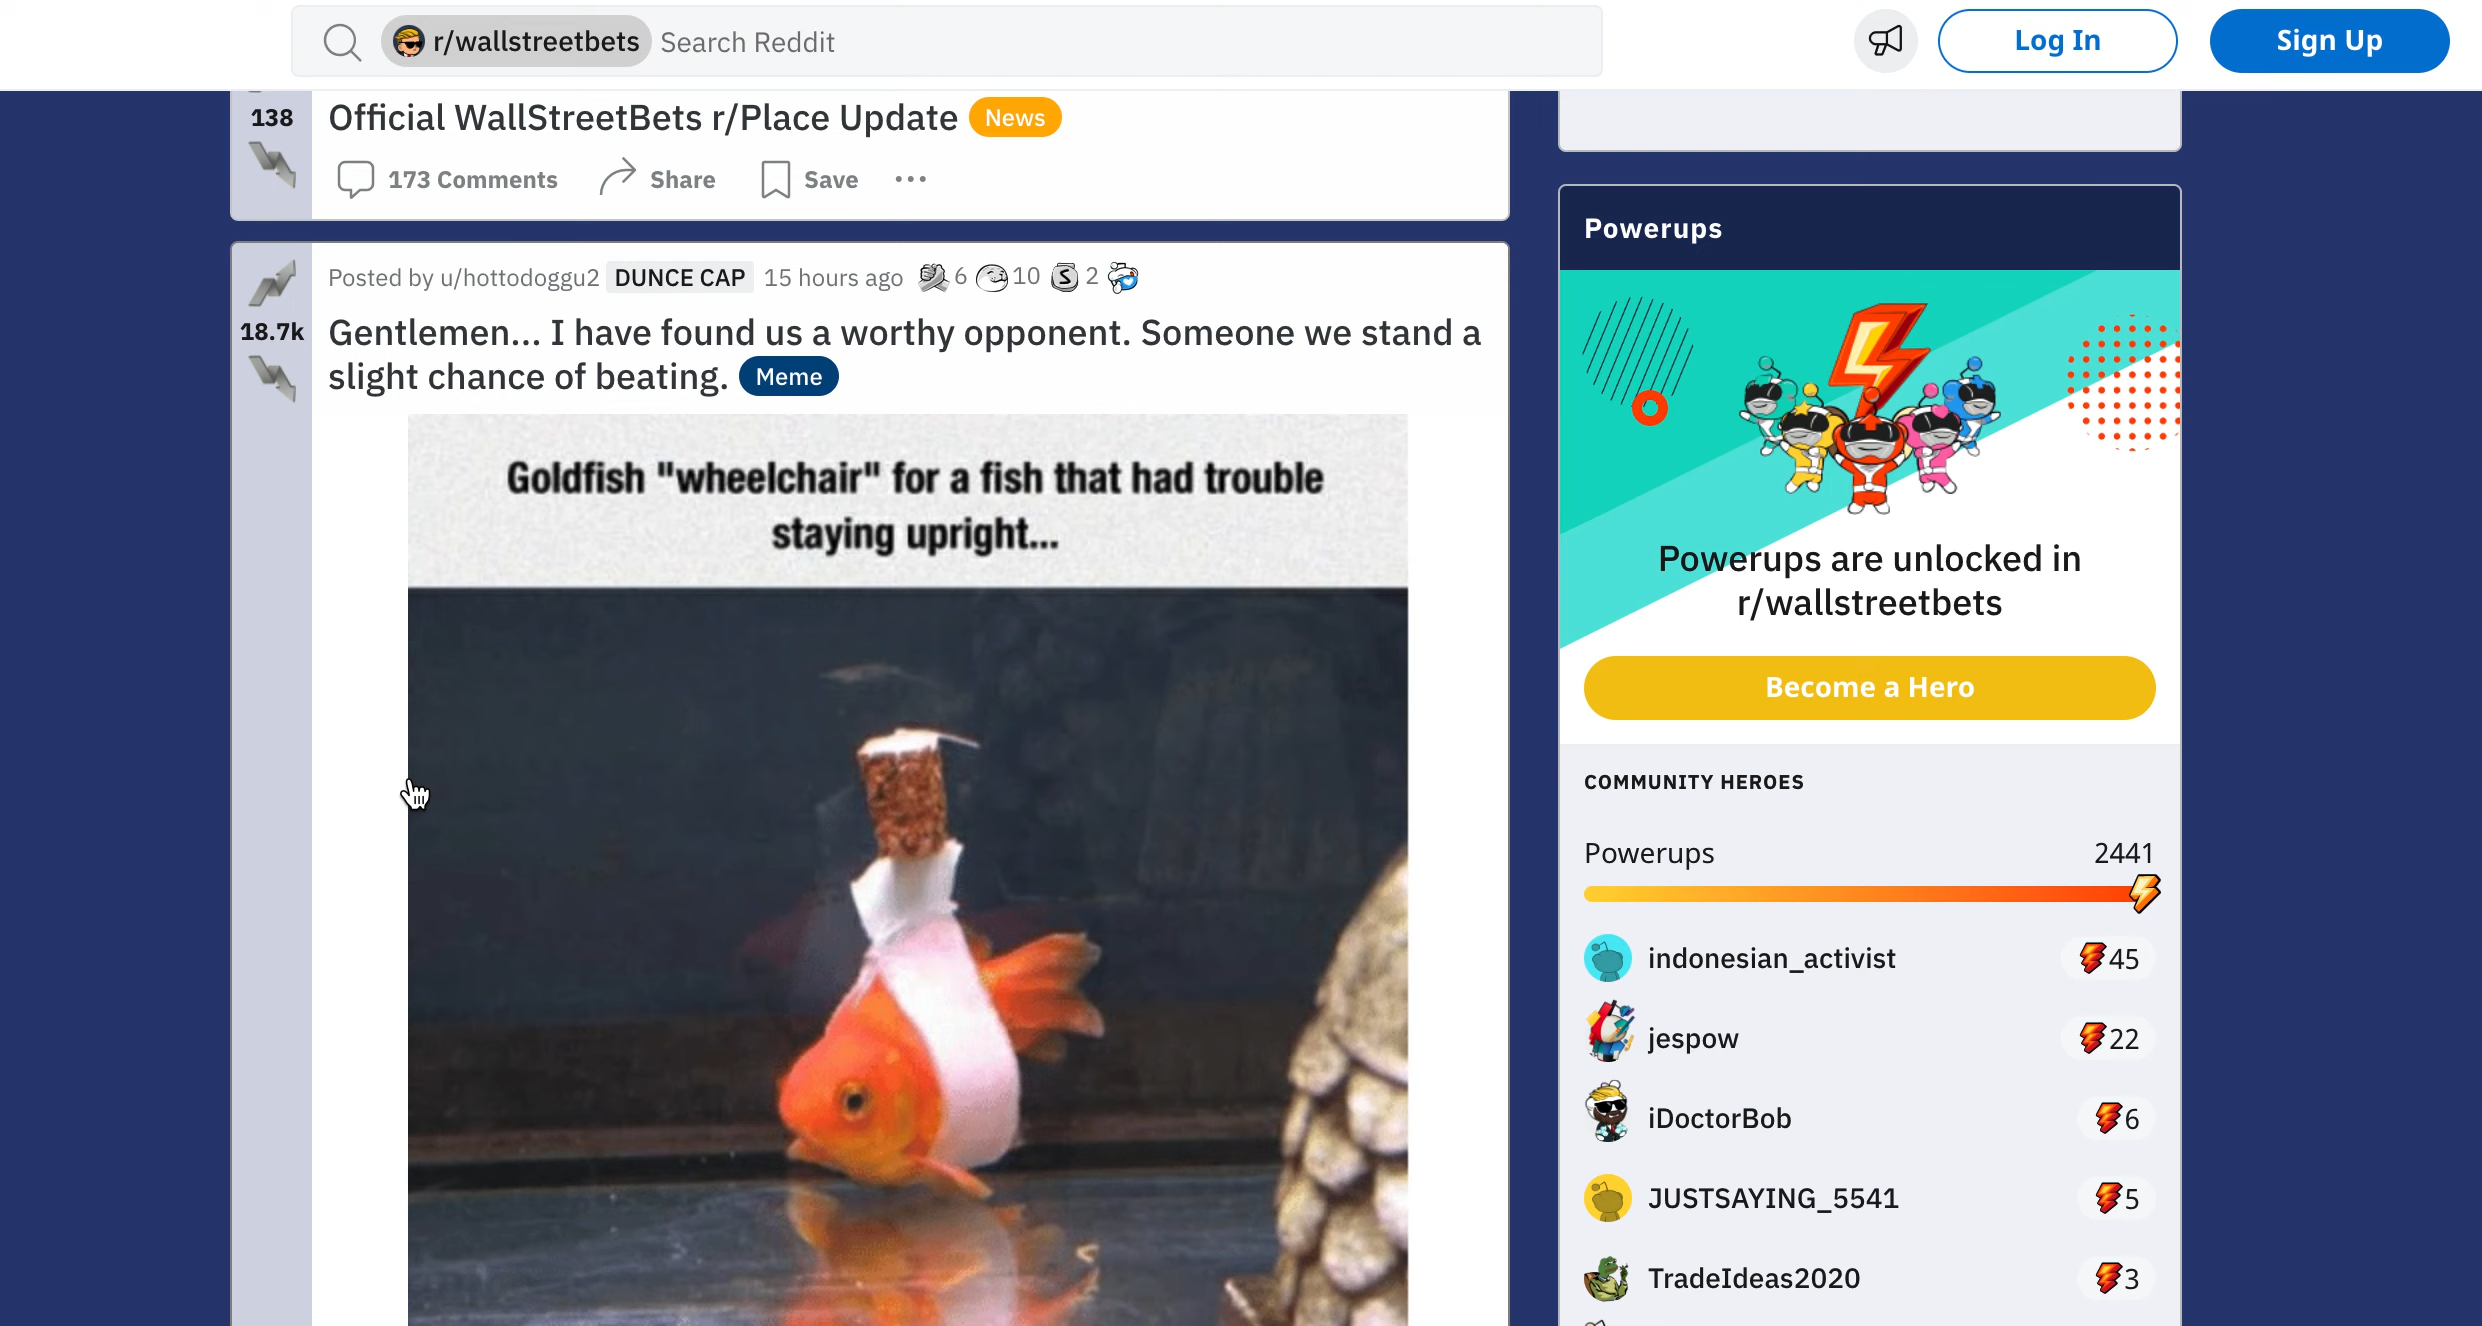 r/wallstreetbets Search Reddit
Log In
Sign Up
138
Official WallStreetBets r/Place Update News
173 Comments Share Save
Posted by u/hottodoggu2 DUNCE CAP 15 hours ago 6 10 S 2
18.7k
Gentlemen... I have found us a worthy opponent. Someone we stand a
slight chance of beating. Meme
Goldfish "wheelchair" for a fish that had trouble
staying upright...
Powerups
Powerups are unlocked in
r/wallstreetbets
Become a Hero
COMMUNITY HEROES
Powerups 2441
indonesian_activist 45
jespow 22
iDoctorBob 6
JUSTSAYING_5541 5
TradeIdeas2020 3